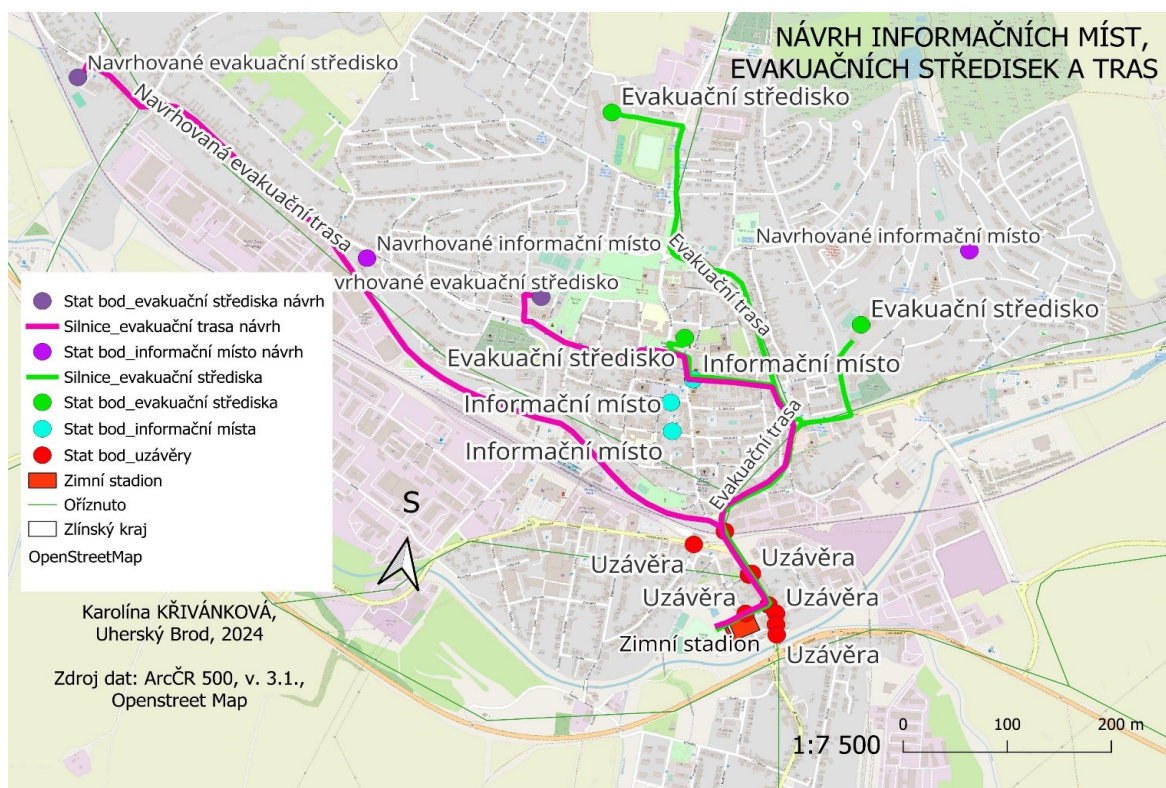 NÁVRH INFORMAČNÍCH MÍST,
EVAKUAČNÍCH STŘEDISEK A TRAS
Navrhované evakuační středisko
Evakuační středisko
Navrhovaná evakuační trasa
Navrhované informační místo
Navrhované informační místo
Evakuační trasa
vrhované evakuační středisko
Evakuační středisko
Evakuační středisko
Informační místo
Informační místo
Evakuační trasa
Informační místo
Uzávěra
Uzávěra
Uzávěra
Uzávěra
Zimní stadion
Uzávěra
Stat bod_evakuační střediska návrh
Silnice_evakuační trasa návrh
Stat bod_informační místo návrh
Silnice_evakuační střediska
Stat bod_evakuační střediska
Stat bod_informační místa
Stat bod_uzávěry
Zimní stadion
Oříznuto
Zlínský kraj
OpenStreetMap
S
Karolína KŘIVÁNKOVÁ,
Uherský Brod, 2024
Zdroj dat: ArcČR 500, v. 3.1.,
Openstreet Map
1:7 500
0 100 200 m